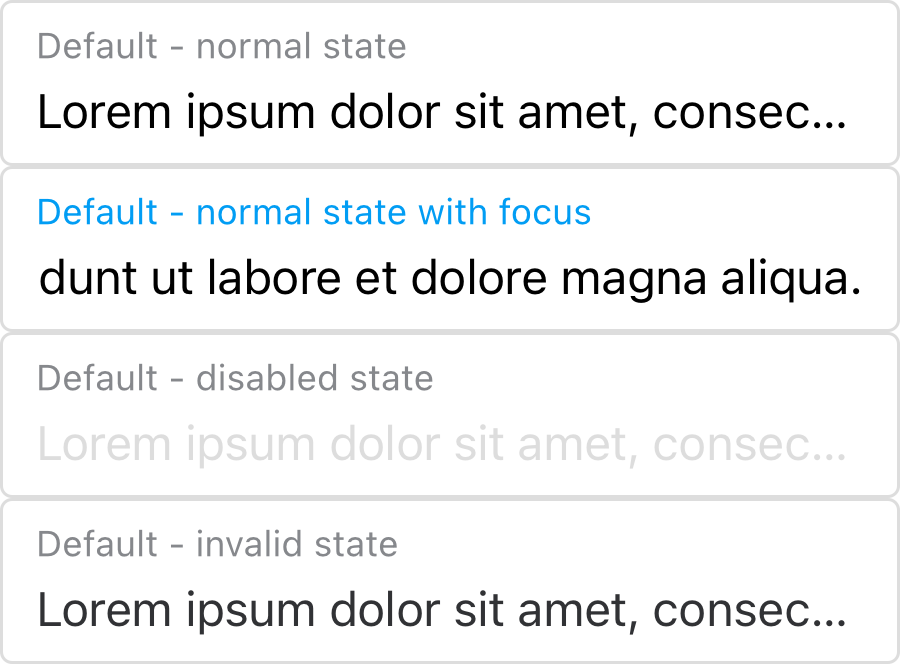 Default - normal state
Lorem ipsum dolor sit amet, consec...
Default - normal state with focus
dunt ut labore et dolore magna aliqua.
Default - disabled state
Lorem ipsum dolor sit amet, consec...
Default - invalid state
Lorem ipsum dolor sit amet, consec...